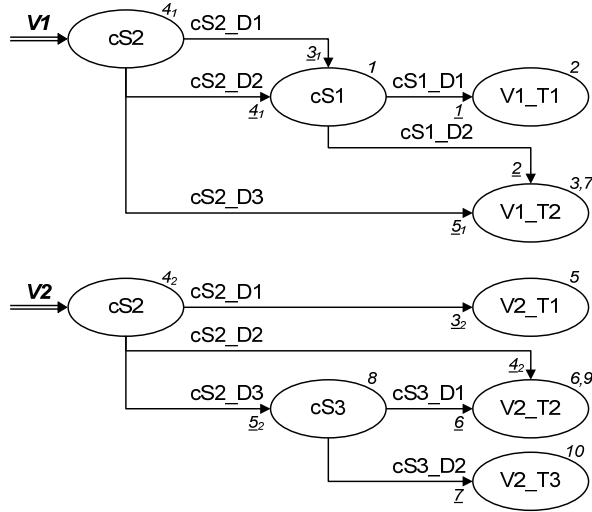 V1
cS2
4₁
cS2_D1
3₁
cS2_D2
4₁
cS1
1
cS1_D1
1
V1_T1
2
cS1_D2
2
cS2_D3
5₁
V1_T2
3,7
V2
cS2
4₂
cS2_D1
3₂
V2_T1
5
cS2_D2
4₂
cS2_D3
5₂
cS3
8
cS3_D1
6
V2_T2
6,9
cS3_D2
7
V2_T3
10